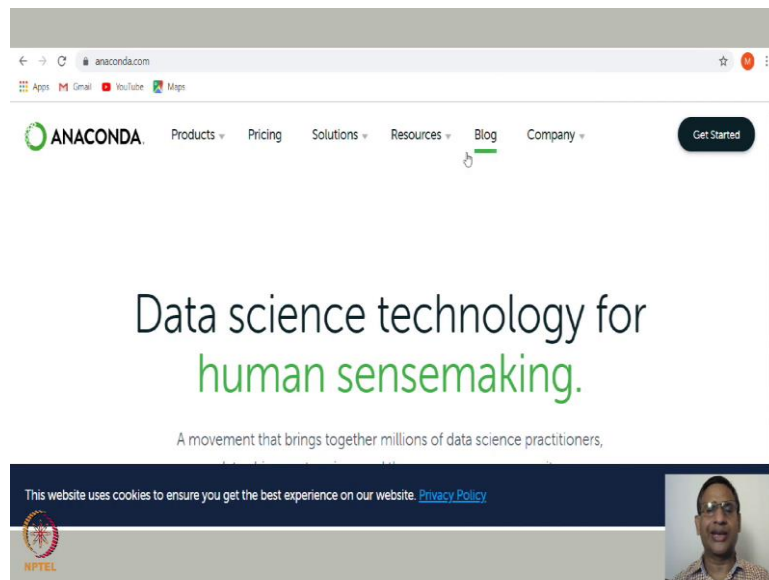 anaconda.com
M
Apps M Gmail YouTube Maps
ANACONDA. Products Pricing Solutions Resources Blog Company Get Started
Data science technology for
human sensemaking.
A movement that brings together millions of data science practitioners,
This website uses cookies to ensure you get the best experience on our website. Privacy Policy
NPTEL